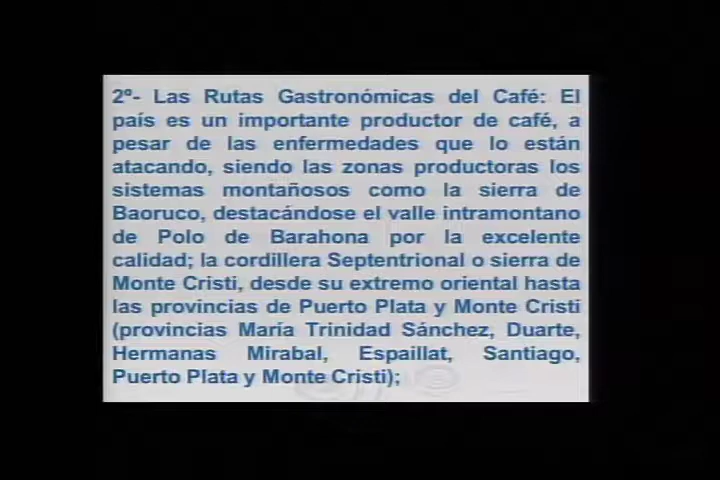 2º- Las Rutas Gastronómicas del Café: El
país es un importante productor de café, a
pesar de las enfermedades que lo están
atacando, siendo las zonas productoras los
sistemas montañosos como la sierra de
Baoruco, destacándose el valle intramontano
de Polo de Barahona por la excelente
calidad; la cordillera Septentrional o sierra de
Monte Cristi, desde su extremo oriental hasta
las provincias de Puerto Plata y Monte Cristi
(provincias María Trinidad Sánchez, Duarte,
Hermanas Mirabal, Espaillat, Santiago,
Puerto Plata y Monte Cristi);